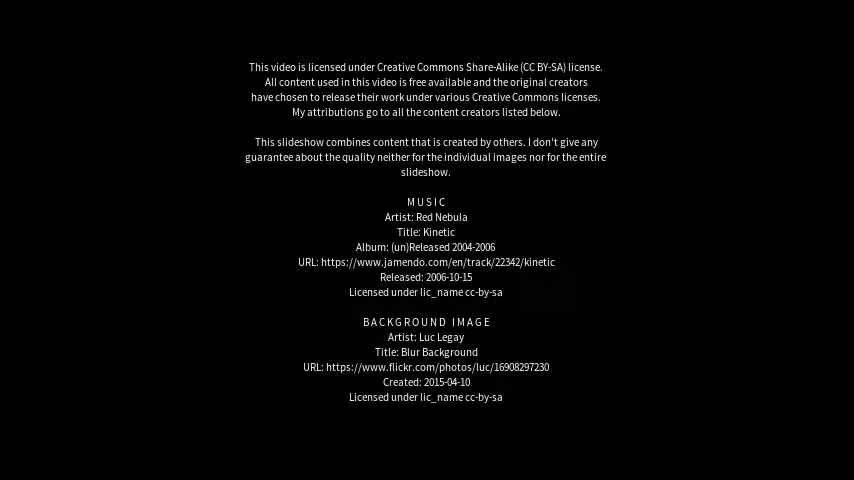 This video is licensed under Creative Commons Share-Alike (CC BY-SA) license.
All content used in this video is free available and the original creators
have chosen to release their work under various Creative Commons licenses.
My attributions go to all the content creators listed below.
This slideshow combines content that is created by others. I don't give any
guarantee about the quality neither for the individual images nor for the entire
slideshow.
MUSIC
Artist: Red Nebula
Title: Kinetic
Album: (un)Released 2004-2006
URL: https://www.jamendo.com/en/track/22342/kinetic
Released: 2006-10-15
Licensed under lic_name cc-by-sa
BACKGROUND IMAGE
Artist: Luc Legay
Title: Blur Background
URL: https://www.flickr.com/photos/luc/16908297230
Created: 2015-04-10
Licensed under lic_name cc-by-sa